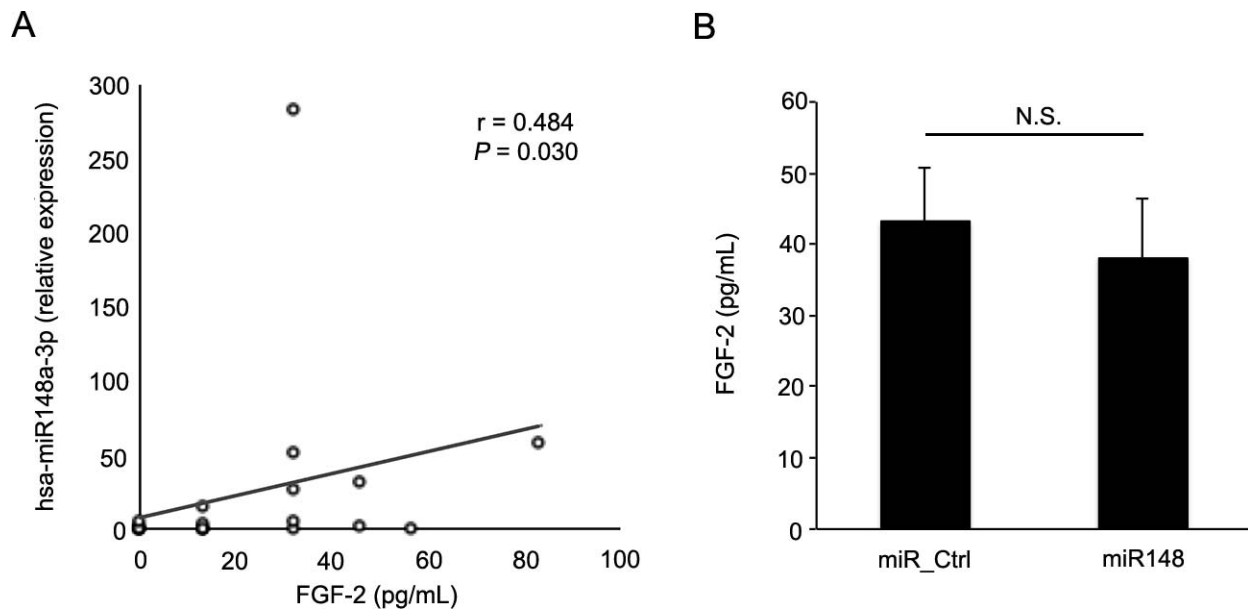 A
hsa-miR148a-3p (relative expression)
300
250
200
150
100
50
0
r = 0.484
P = 0.030
0 20 40 60 80 100
FGF-2 (pg/mL)
B
FGF-2 (pg/mL)
60
50
40
30
20
10
0
N.S.
miR_Ctrl miR148